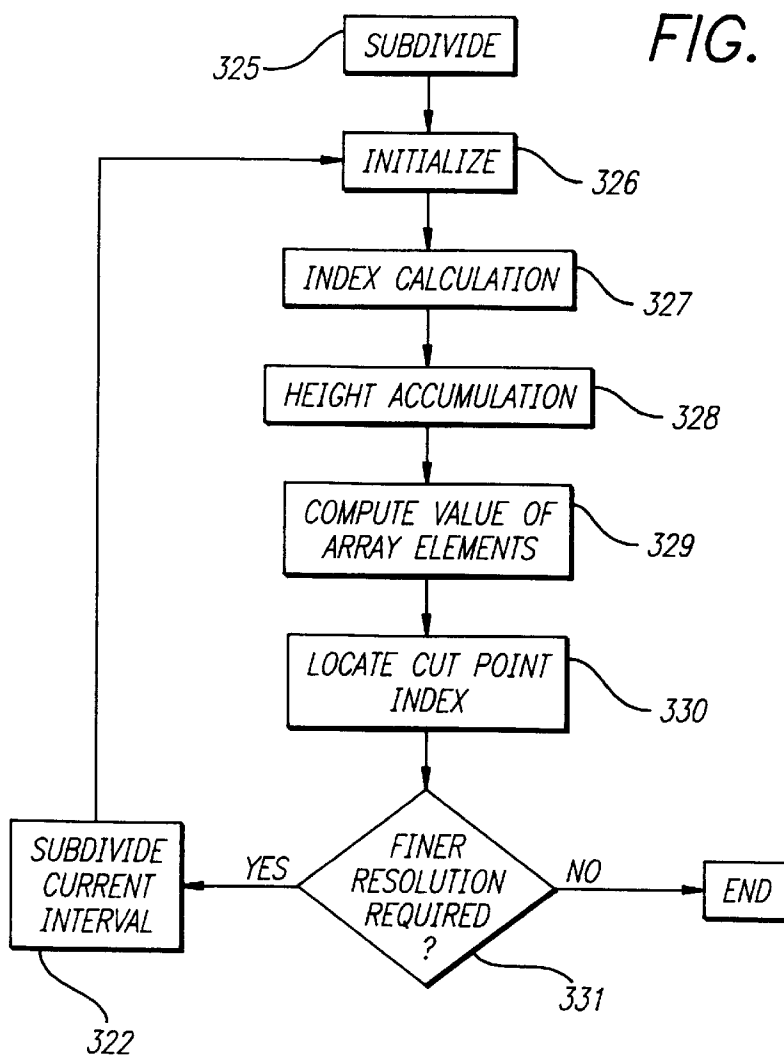 FIG.
SUBDIVIDE
325
INITIALIZE
326
INDEX CALCULATION
327
HEIGHT ACCUMULATION
328
COMPUTE VALUE OF
ARRAY ELEMENTS
329
LOCATE CUT POINT
INDEX
330
FINER
RESOLUTION
REQUIRED
?
331
YES
NO
SUBDIVIDE
CURRENT
INTERVAL
322
END